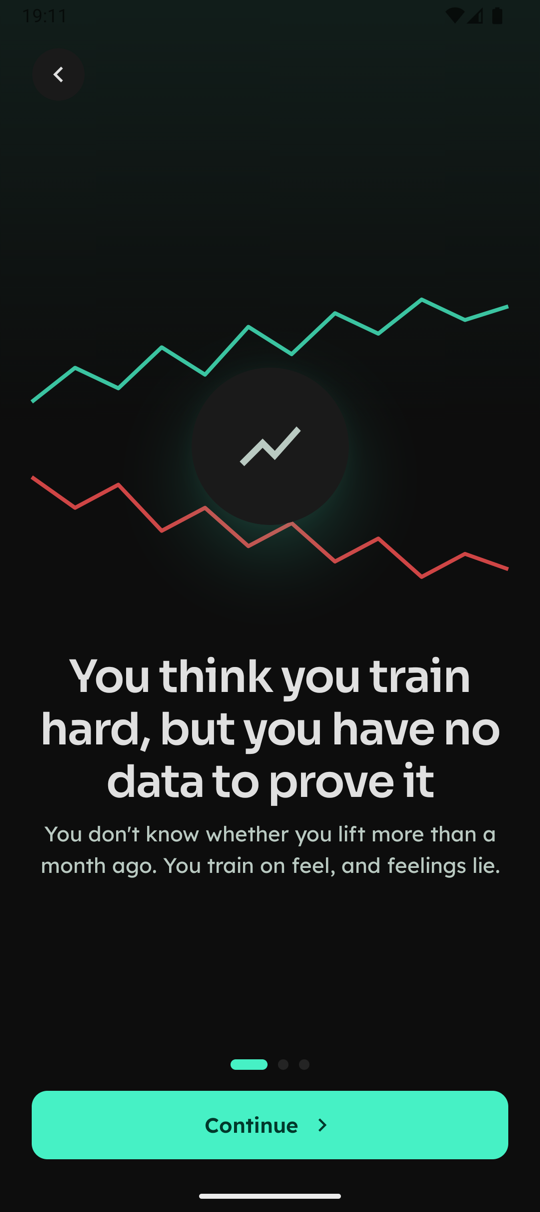 19:11
You think you train
hard, but you have no
data to prove it
You don't know whether you lift more than a
month ago. You train on feel, and feelings lie.
Continue